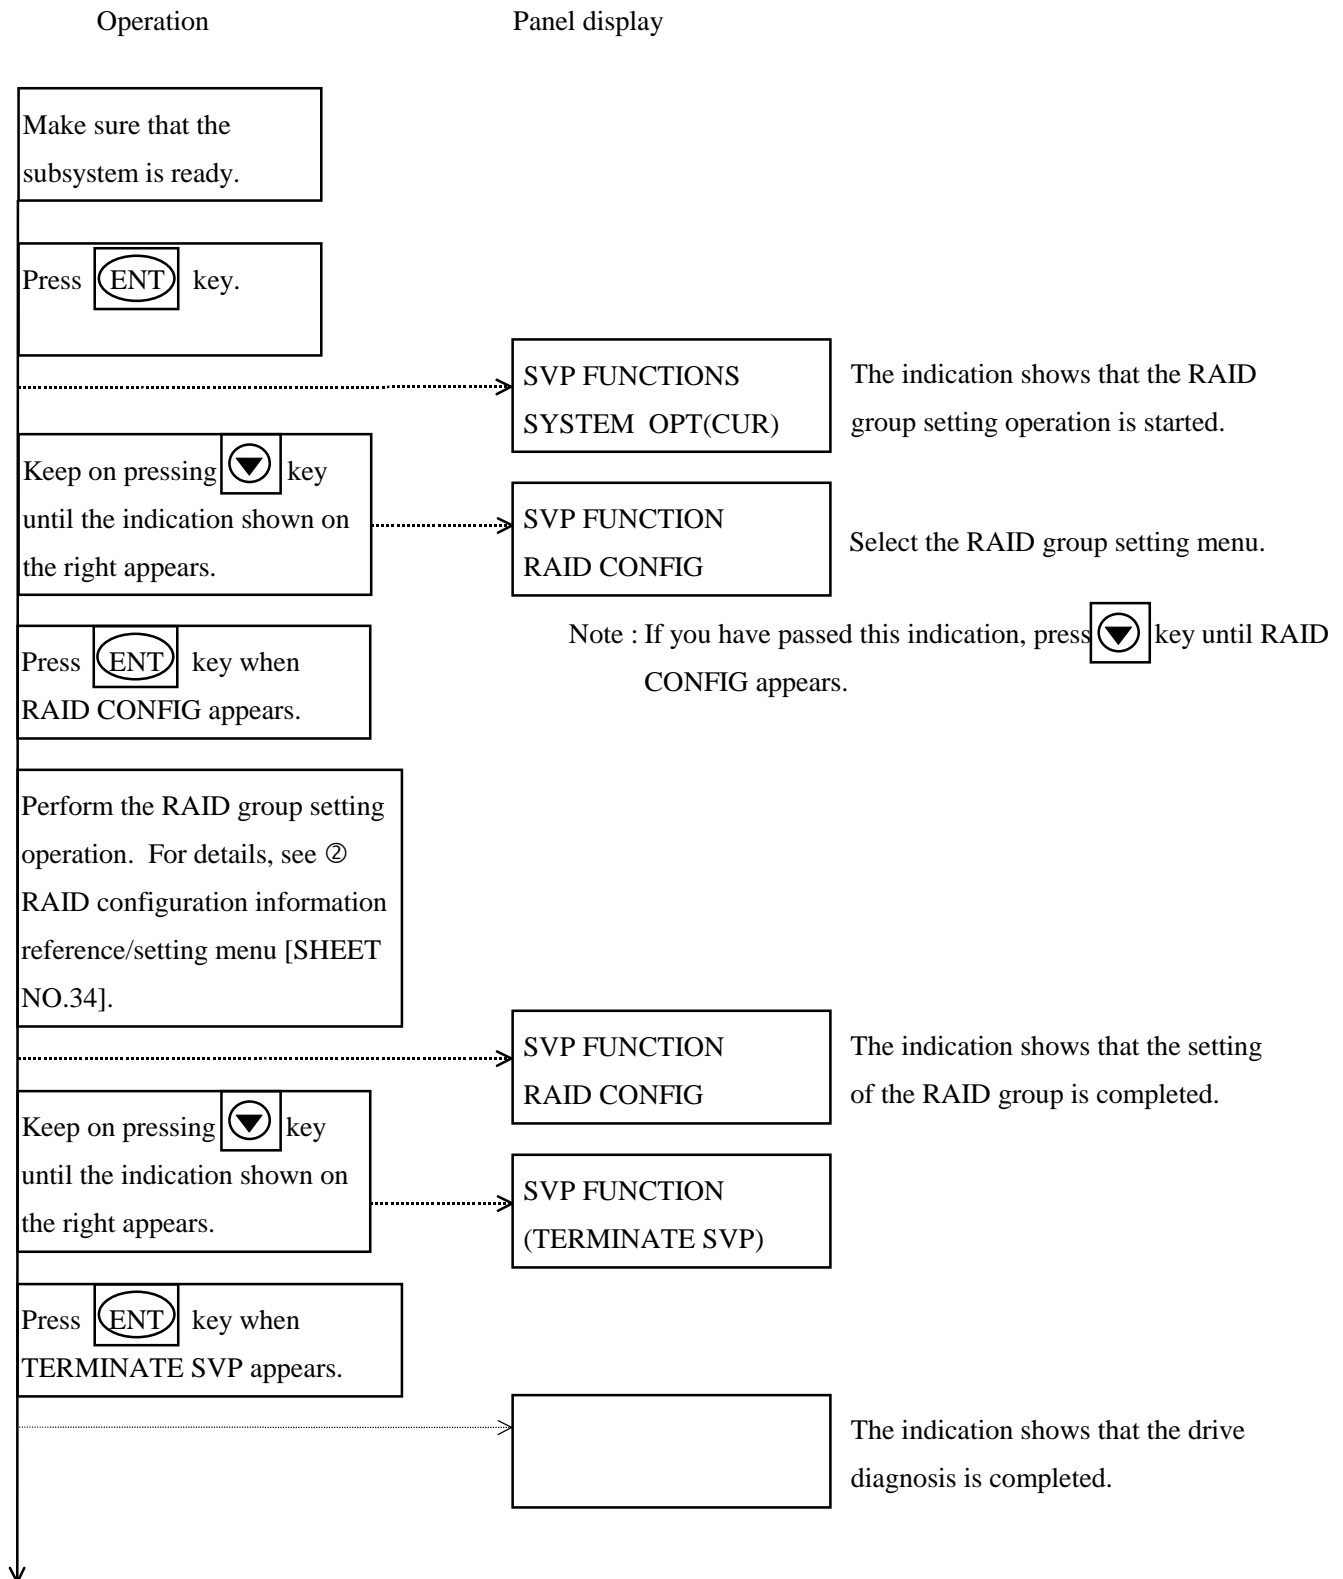 Operation
Panel display
Make sure that the
subsystem is ready.
Press ENT key.
SVP FUNCTIONS
SYSTEM OPT(CUR)
The indication shows that the RAID
group setting operation is started.
Keep on pressing key
until the indication shown on
the right appears.
SVP FUNCTION
RAID CONFIG
Select the RAID group setting menu.
Note : If you have passed this indication, press key until RAID
CONFIG appears.
Press ENT key when
RAID CONFIG appears.
Perform the RAID group setting
operation. For details, see ②
RAID configuration information
reference/setting menu [SHEET
NO.34].
SVP FUNCTION
RAID CONFIG
The indication shows that the setting
of the RAID group is completed.
Keep on pressing key
until the indication shown on
the right appears.
SVP FUNCTION
(TERMINATE SVP)
Press ENT key when
TERMINATE SVP appears.
The indication shows that the drive
diagnosis is completed.